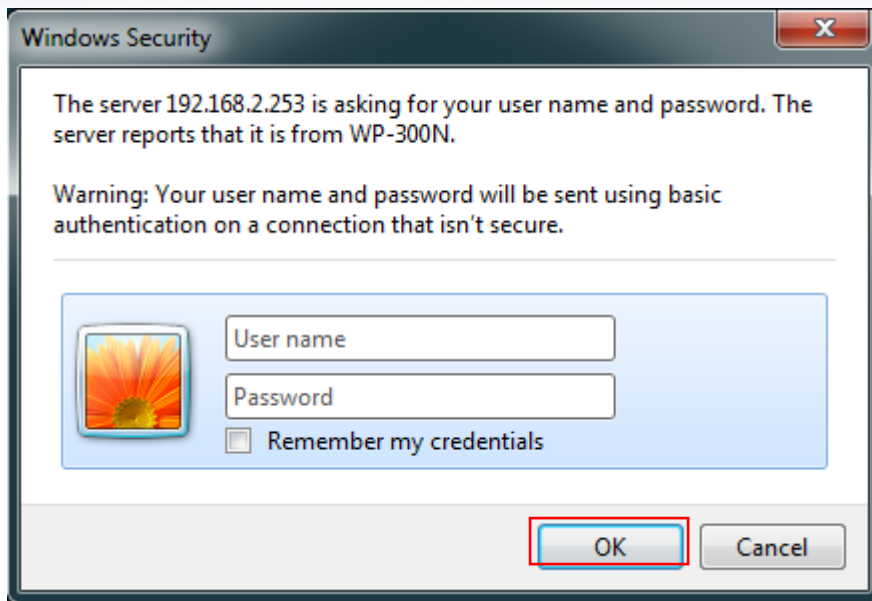 Windows Security
The server 192.168.2.253 is asking for your user name and password. The
server reports that it is from WP-300N.
Warning: Your user name and password will be sent using basic
authentication on a connection that isn't secure.
User name
Password
Remember my credentials
OK
Cancel